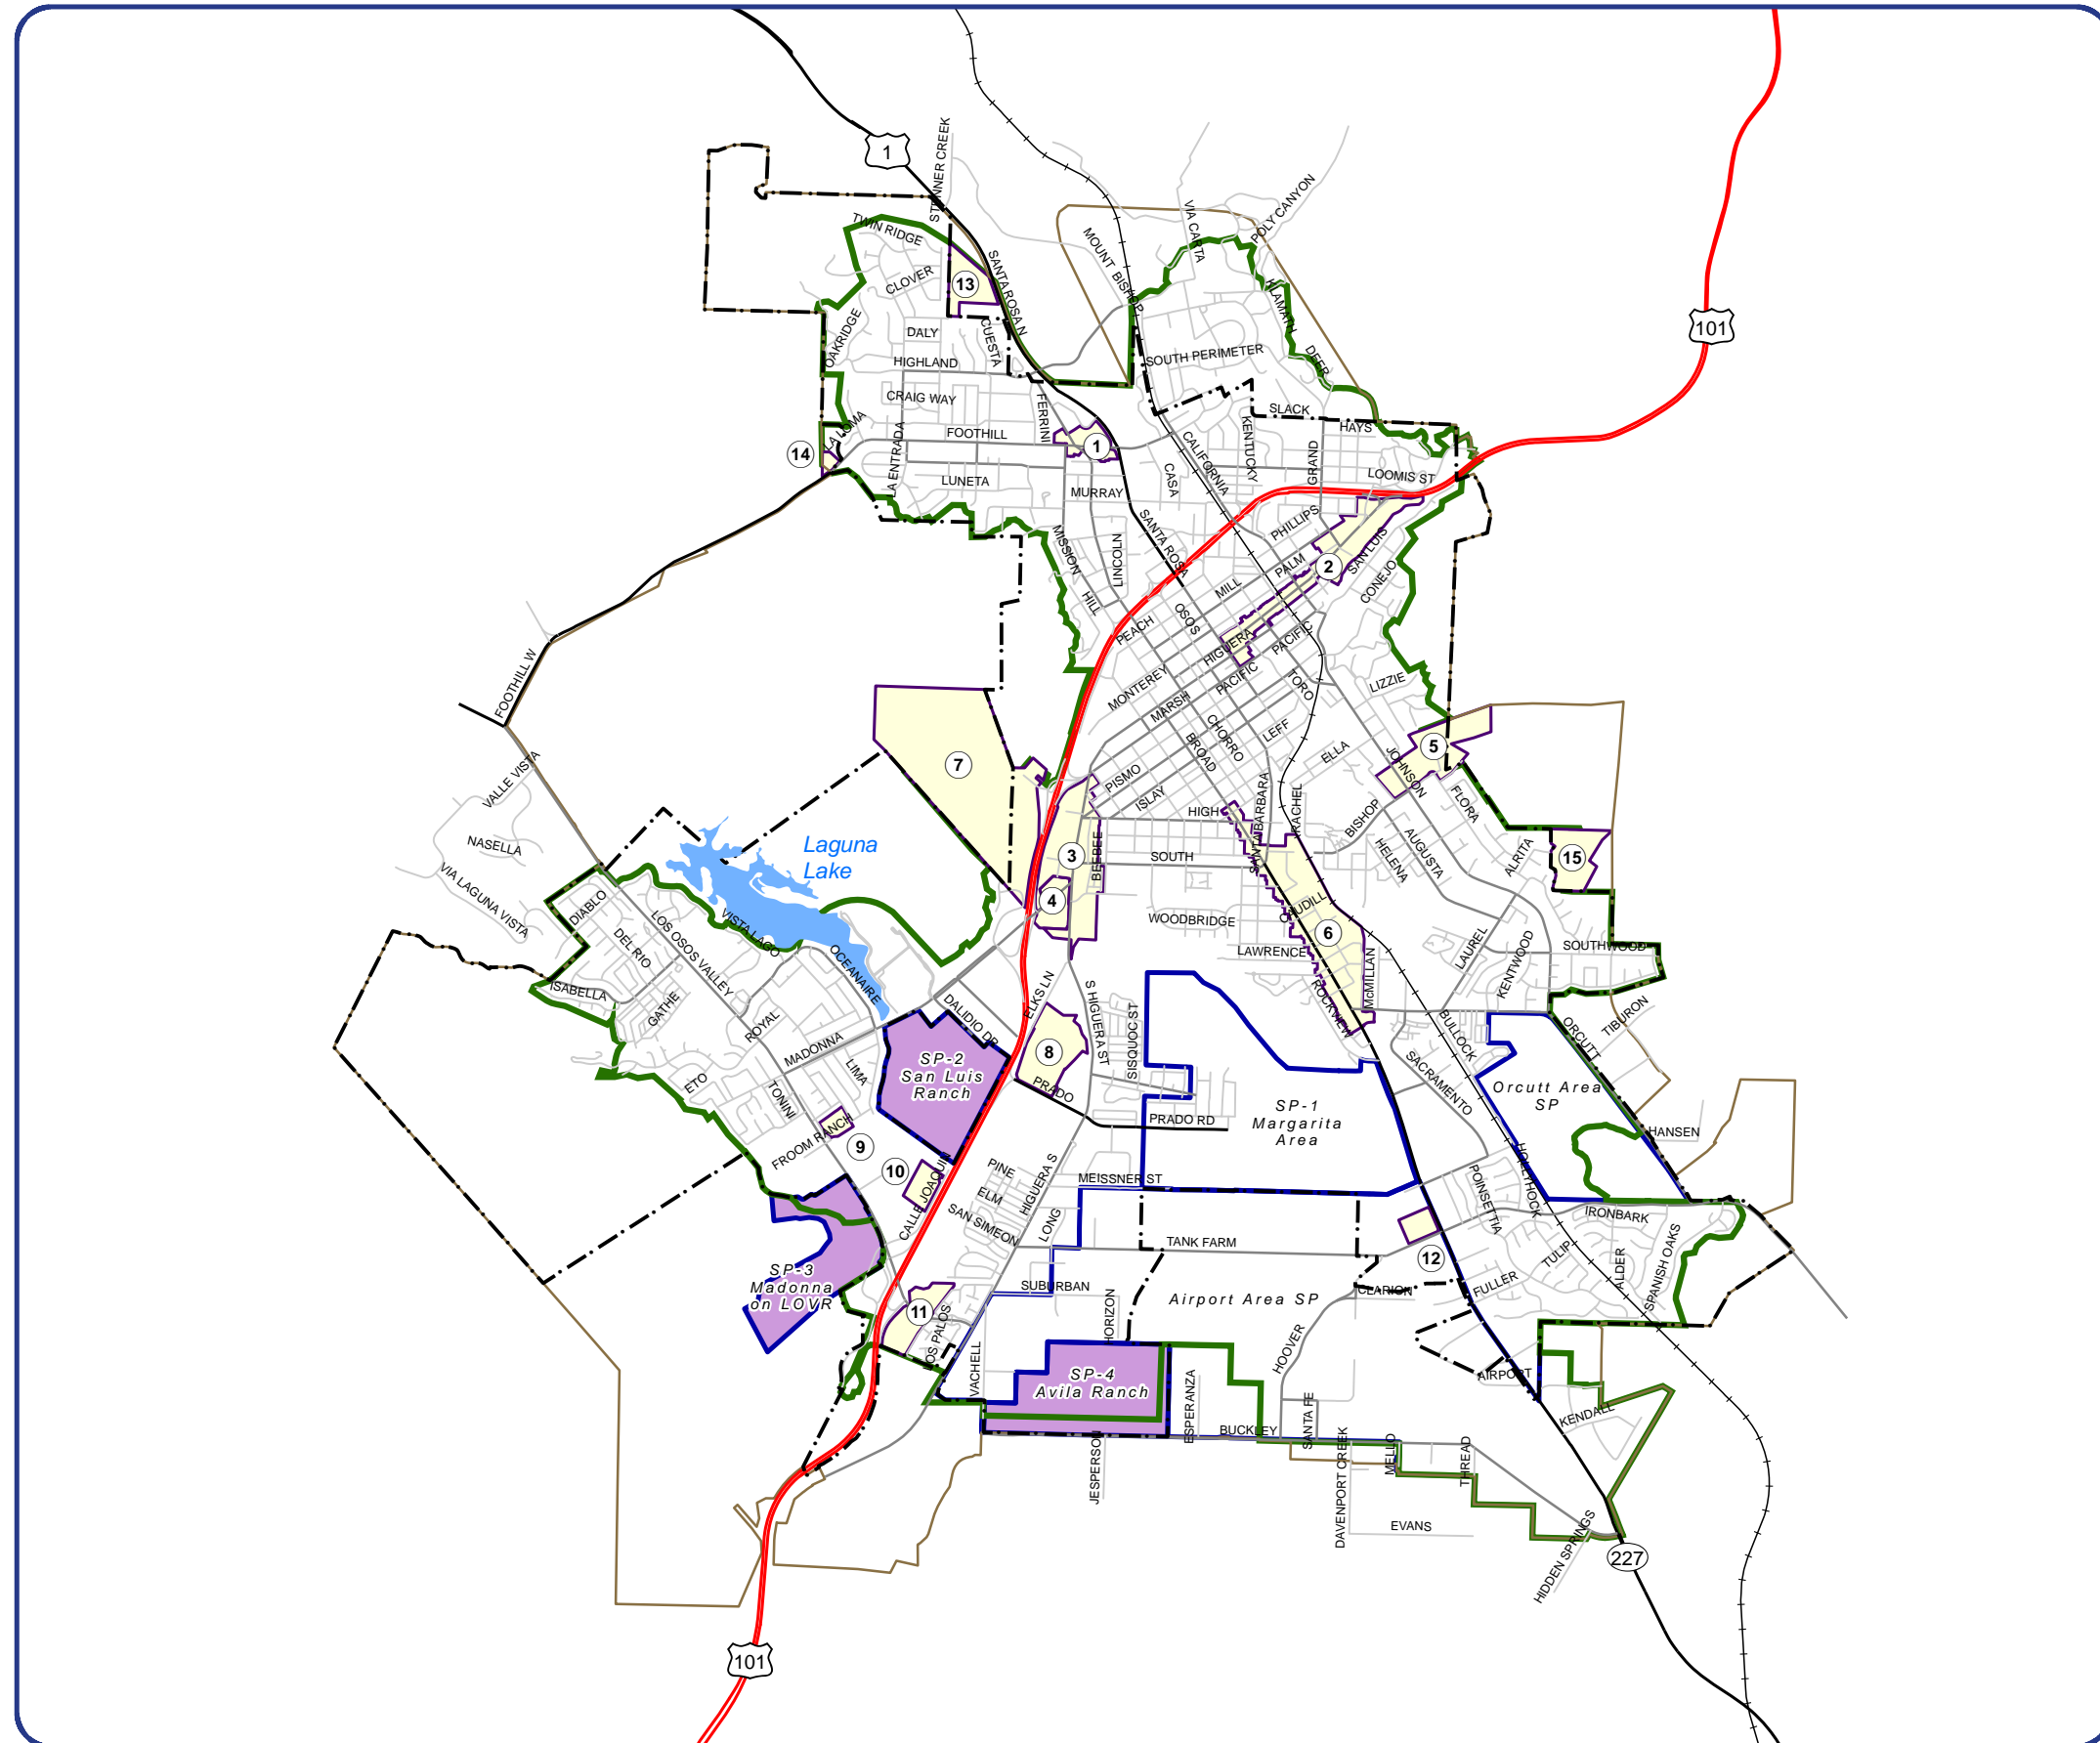 1
STENNER CREEK
101
TWIN RIDGE
CLOVER
13
SANTA ROSA N
MOUNT BISHOP
VIA CARTA
POLY CANYON
KLAMATH
DEER
OAKRIDGE
DALY
CUESTA
HIGHLAND
SOUTH PERIMETER
CRAIG WAY
FERRINI
SLACK
HAYS
LA LOMA
14
LA ENTRADA
FOOTHILL
1
CALIFORNIA
KENTUCKY
GRAND
LOOMIS ST
LUNETA
MURRAY
CASA
SANTA ROSA
PHILLIPS
MISSION
LINCOLN
PALM
2
SAN LUIS
CONEJO
HILL
MILL
OSOS
PEACH
HIGUERA
PACIFIC
FOOTHILL W
MONTEREY
MARSH
PACIFIC
TORO
LIZZIE
CHORRO
LEFF
BROAD
ELLA
5
JOHNSON
7
PISMO
ISLAY
VALLE VISTA
HIGH
SANTA BARBARA
RACHEL
BISHOP
FLORA
NASELLA
Laguna
Lake
3
BEEBEE
SOUTH
AUGUSTA
HELENA
ALRITA
15
VIA LAGUNA VISTA
4
DIABLO
VISTA LAGO
WOODBRIDGE
CAUDILL
6
DEL RIO
LOS OSOS VALLEY
LAWRENCE
LAUREL
KENTWOOD
SOUTHWOOD
OCEANAIRE
ISABELLA
GATHE
DALIDIO DR
ELKS LN
S HIGUERA ST
SISQUOC ST
ROCKVIEW
McMILLAN
ROYAL
MADONNA
BULLOCK
ORCUTT
TIBURON
8
SP-2
San Luis
Ranch
LIMA
ETO
TONINI
PRADO
SACRAMENTO
Orcutt Area
SP
PRADO RD
SP-1
Margarita
Area
HANSEN
FROOM RANCH
9
10
CALLE JOAQUIN
PINE
ELM
HIGUERA S
MEISSNER ST
POINSETTIA
HOLLYHOCK
SAN SIMEON
LONG
IRONBARK
TANK FARM
12
TULIP
ALDER
SPANISH OAKS
SP-3
Madonna
on LOVR
SUBURBAN
HORIZON
Airport Area SP
CLARION
FULLER
11
LOS PALOS
HOOVER
VACHELL
SP-4
Avila Ranch
AIRPORT
ESPERANZA
SANTA FE
KENDALL
BUCKLEY
JESPERSON
DAVENPORT CREEK
MELLO
THREAD
EVANS
HIDDEN SPRINGS
227
101